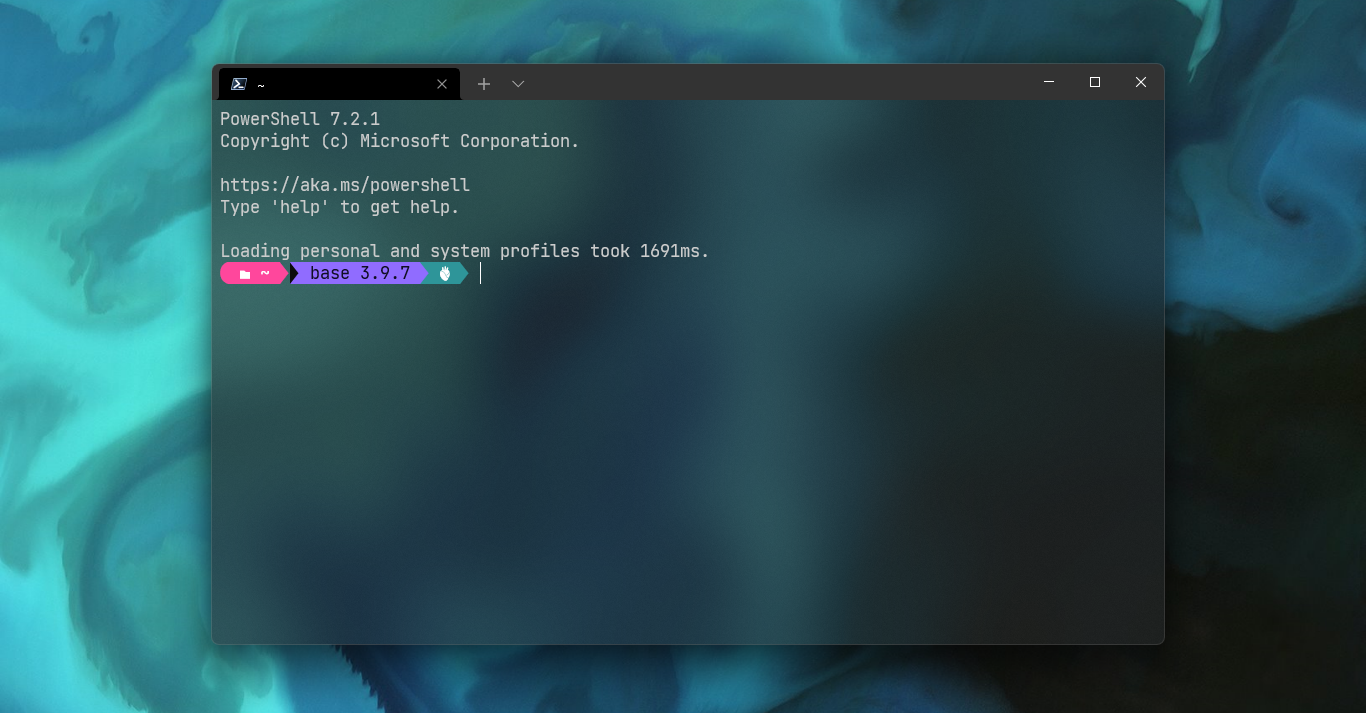 ~
PowerShell 7.2.1
Copyright (c) Microsoft Corporation.
https://aka.ms/powershell
Type 'help' to get help.
Loading personal and system profiles took 1691ms.
~ base 3.9.7